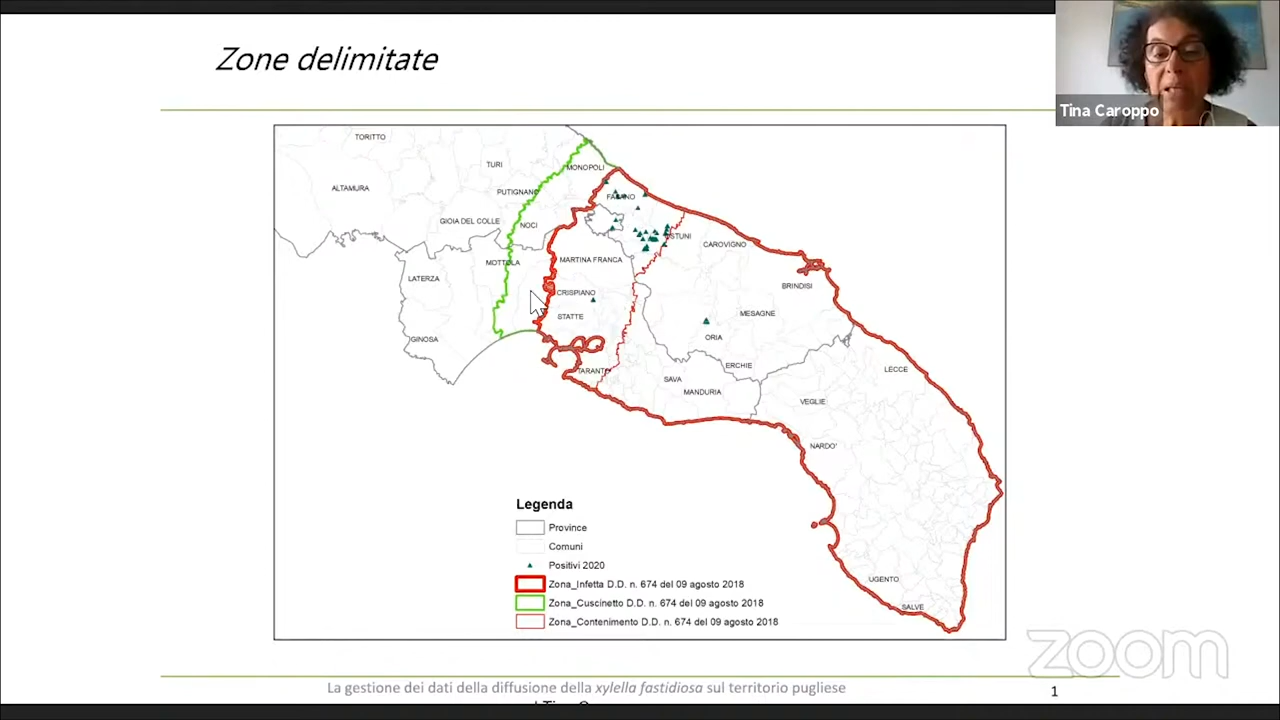 Zone delimitate
Tina Caroppo
TORITTO
TURI
MONOPOLI
ALTAMURA
PUTIGNANO
FASANO
GIOIA DEL COLLE
NOCI
OSTUNI
CAROVIGNO
MARTINA FRANCA
MOTTOLA
LATERZA
BRINDISI
CRISPIANO
MESAGNE
STATTE
ORIA
GINOSA
ERCHIE
LECCE
TARANTO
SAVA
MANDURIA
VEGLIE
NARDO'
UGENTO
SALVE
Legenda
Province
Comuni
Positivi 2020
Zona_Infetta D.D. n. 674 del 09 agosto 2018
Zona_Cuscinetto D.D. n. 674 del 09 agosto 2018
Zona_Contenimento D.D. n. 674 del 09 agosto 2018
zoom
La gestione dei dati della diffusione della xylella fastidiosa sul territorio pugliese
1